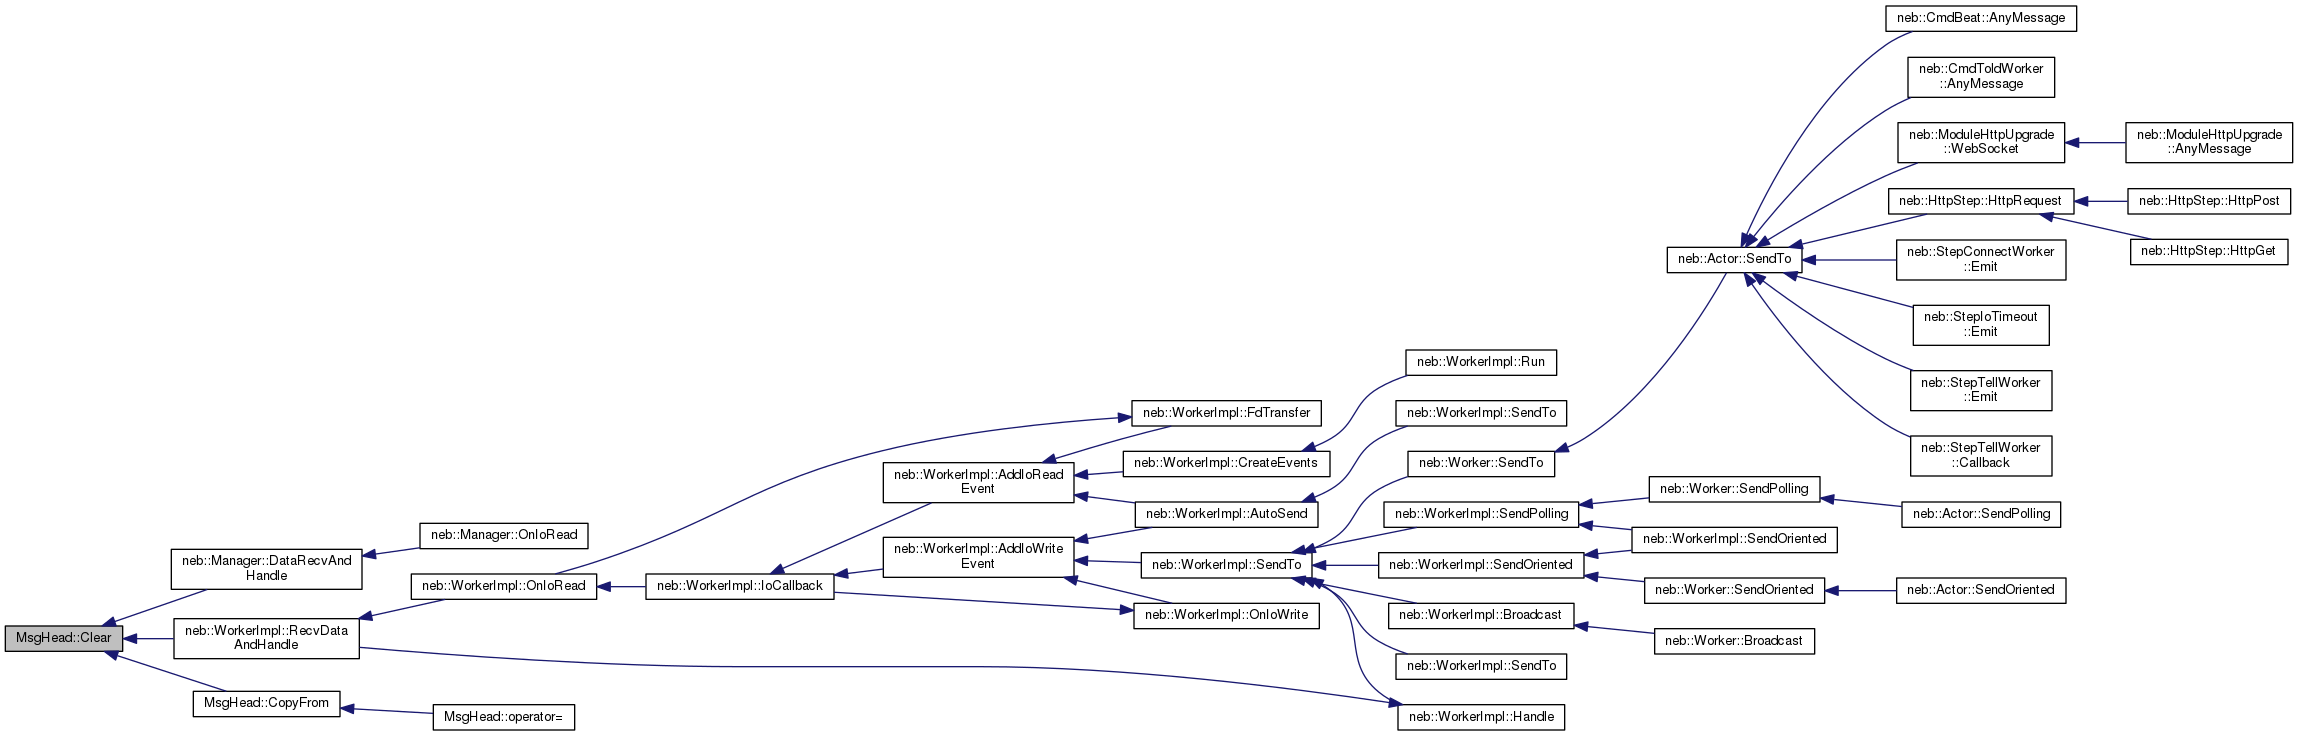 neb::CmdBeat::AnyMessage
neb::CmdToldWorker
::AnyMessage
neb::ModuleHttpUpgrade
::WebSocket
neb::ModuleHttpUpgrade
::AnyMessage
neb::HttpStep::HttpRequest
neb::HttpStep::HttpPost
neb::HttpStep::HttpGet
neb::Actor::SendTo
neb::StepConnectWorker
::Emit
neb::StepIoTimeout
::Emit
neb::StepTellWorker
::Emit
neb::StepTellWorker
::Callback
neb::WorkerImpl::Run
neb::WorkerImpl::FdTransfer
neb::WorkerImpl::SendTo
neb::WorkerImpl::CreateEvents
neb::Worker::SendTo
neb::WorkerImpl::AddIoRead
Event
neb::WorkerImpl::AutoSend
neb::WorkerImpl::SendPolling
neb::Worker::SendPolling
neb::Actor::SendPolling
neb::WorkerImpl::SendOriented
neb::Manager::OnIoRead
neb::Manager::DataRecvAnd
Handle
neb::WorkerImpl::AddIoWrite
Event
neb::WorkerImpl::SendTo
neb::WorkerImpl::SendOriented
neb::WorkerImpl::OnIoRead
neb::WorkerImpl::IoCallback
neb::Worker::SendOriented
neb::Actor::SendOriented
neb::WorkerImpl::OnIoWrite
neb::WorkerImpl::Broadcast
neb::Worker::Broadcast
MsgHead::Clear
neb::WorkerImpl::RecvData
AndHandle
neb::WorkerImpl::SendTo
MsgHead::CopyFrom
MsgHead::operator=
neb::WorkerImpl::Handle